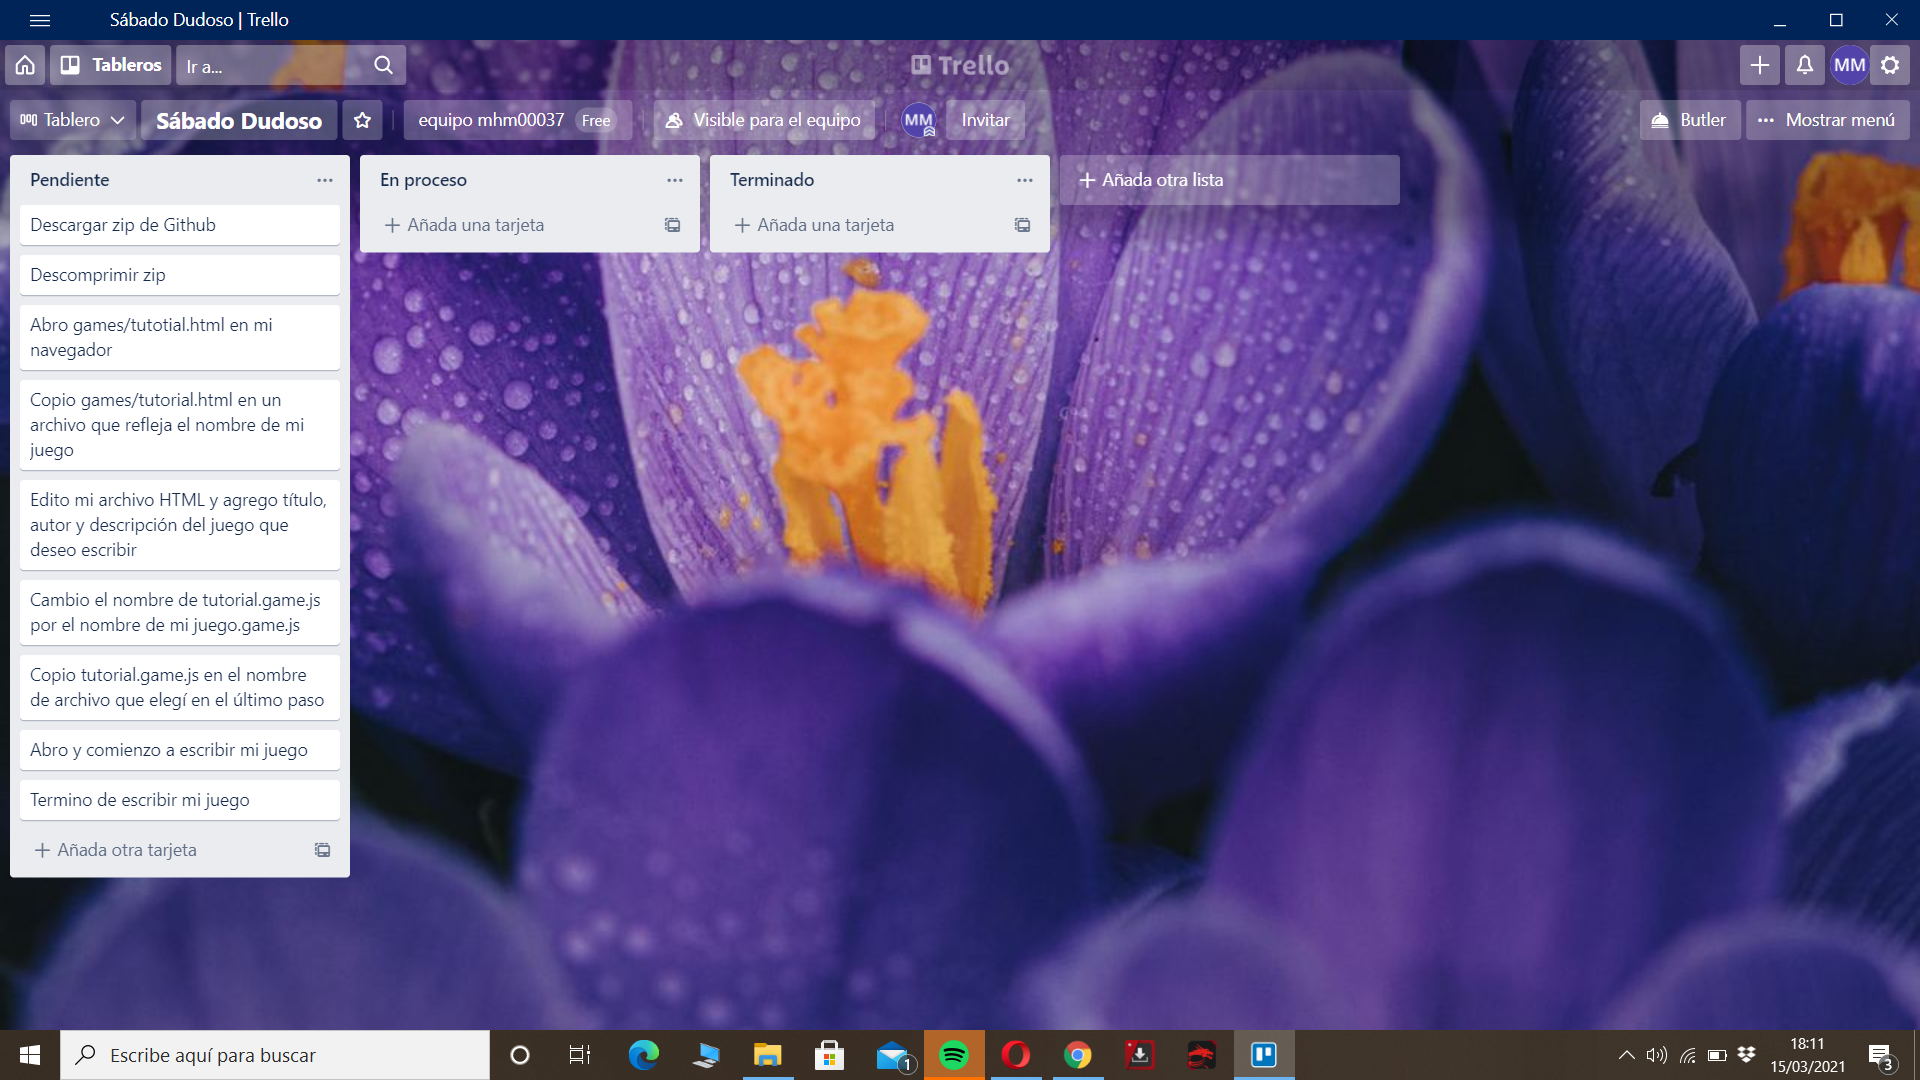 Sábado Dudoso | Trello
Tableros
Ir a...
Trello
MM
Tablero
Sábado Dudoso
equipo mhm00037 Free
Visible para el equipo
MM
Invitar
Butler
Mostrar menú
Pendiente
Descargar zip de Github
Descomprimir zip
Abro games/tutotial.html en mi
navegador
Copio games/tutorial.html en un
archivo que refleja el nombre de mi
juego
Edito mi archivo HTML y agrego título,
autor y descripción del juego que
deseo escribir
Cambio el nombre de tutorial.game.js
por el nombre de mi juego.game.js
Copio tutorial.game.js en el nombre
de archivo que elegí en el último paso
Abro y comienzo a escribir mi juego
Termino de escribir mi juego
+ Añada otra tarjeta
En proceso
+ Añada una tarjeta
Terminado
+ Añada una tarjeta
+ Añada otra lista
Escribe aquí para buscar
1
18:11
15/03/2021
3